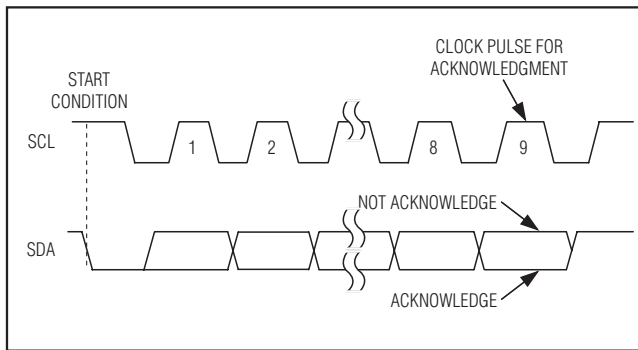 CLOCK PULSE FOR
ACKNOWLEDGMENT
START
CONDITION
SCL
1 2 8 9
NOT ACKNOWLEDGE
SDA
ACKNOWLEDGE